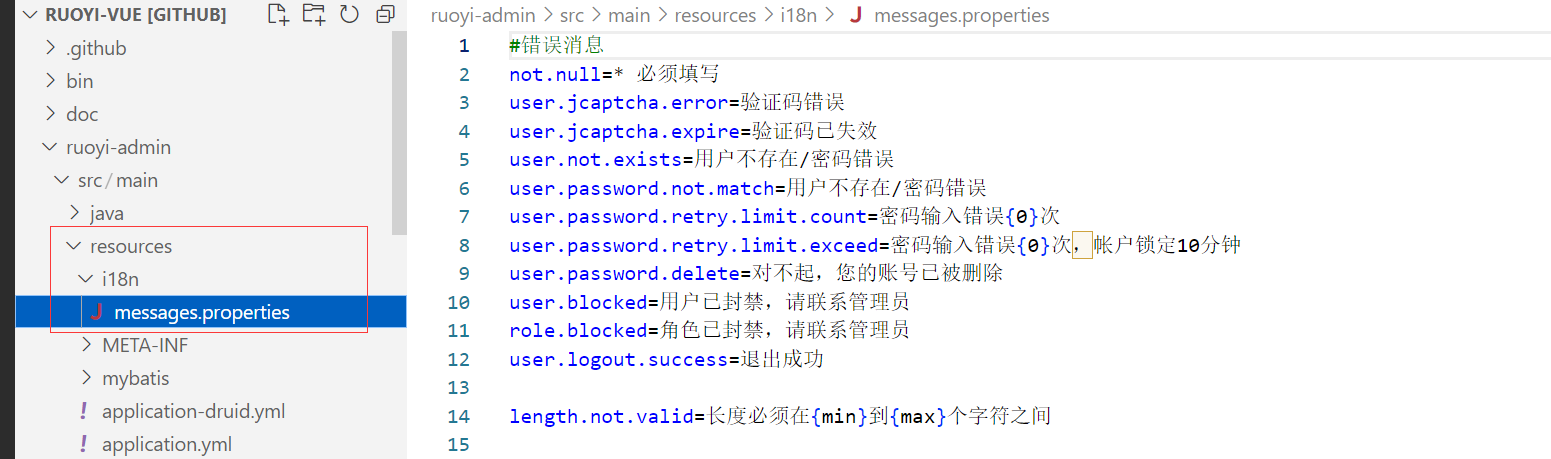 RUOYI-VUE [GITHUB]
.github
bin
doc
ruoyi-admin
src/main
java
resources
i18n
messages.properties
META-INF
mybatis
application-druid.yml
application.yml
ruoyi-admin > src > main > resources > i18n > messages.properties
1 #错误消息
2 not.null=* 必须填写
3 user.jcaptcha.error=验证码错误
4 user.jcaptcha.expire=验证码已失效
5 user.not.exists=用户不存在/密码错误
6 user.password.not.match=用户不存在/密码错误
7 user.password.retry.limit.count=密码输入错误{0}次
8 user.password.retry.limit.exceed=密码输入错误{0}次，帐户锁定10分钟
9 user.password.delete=对不起，您的账号已被删除
10 user.blocked=用户已封禁，请联系管理员
11 role.blocked=角色已封禁，请联系管理员
12 user.logout.success=退出成功
13
14 length.not.valid=长度必须在{min}到{max}个字符之间
15